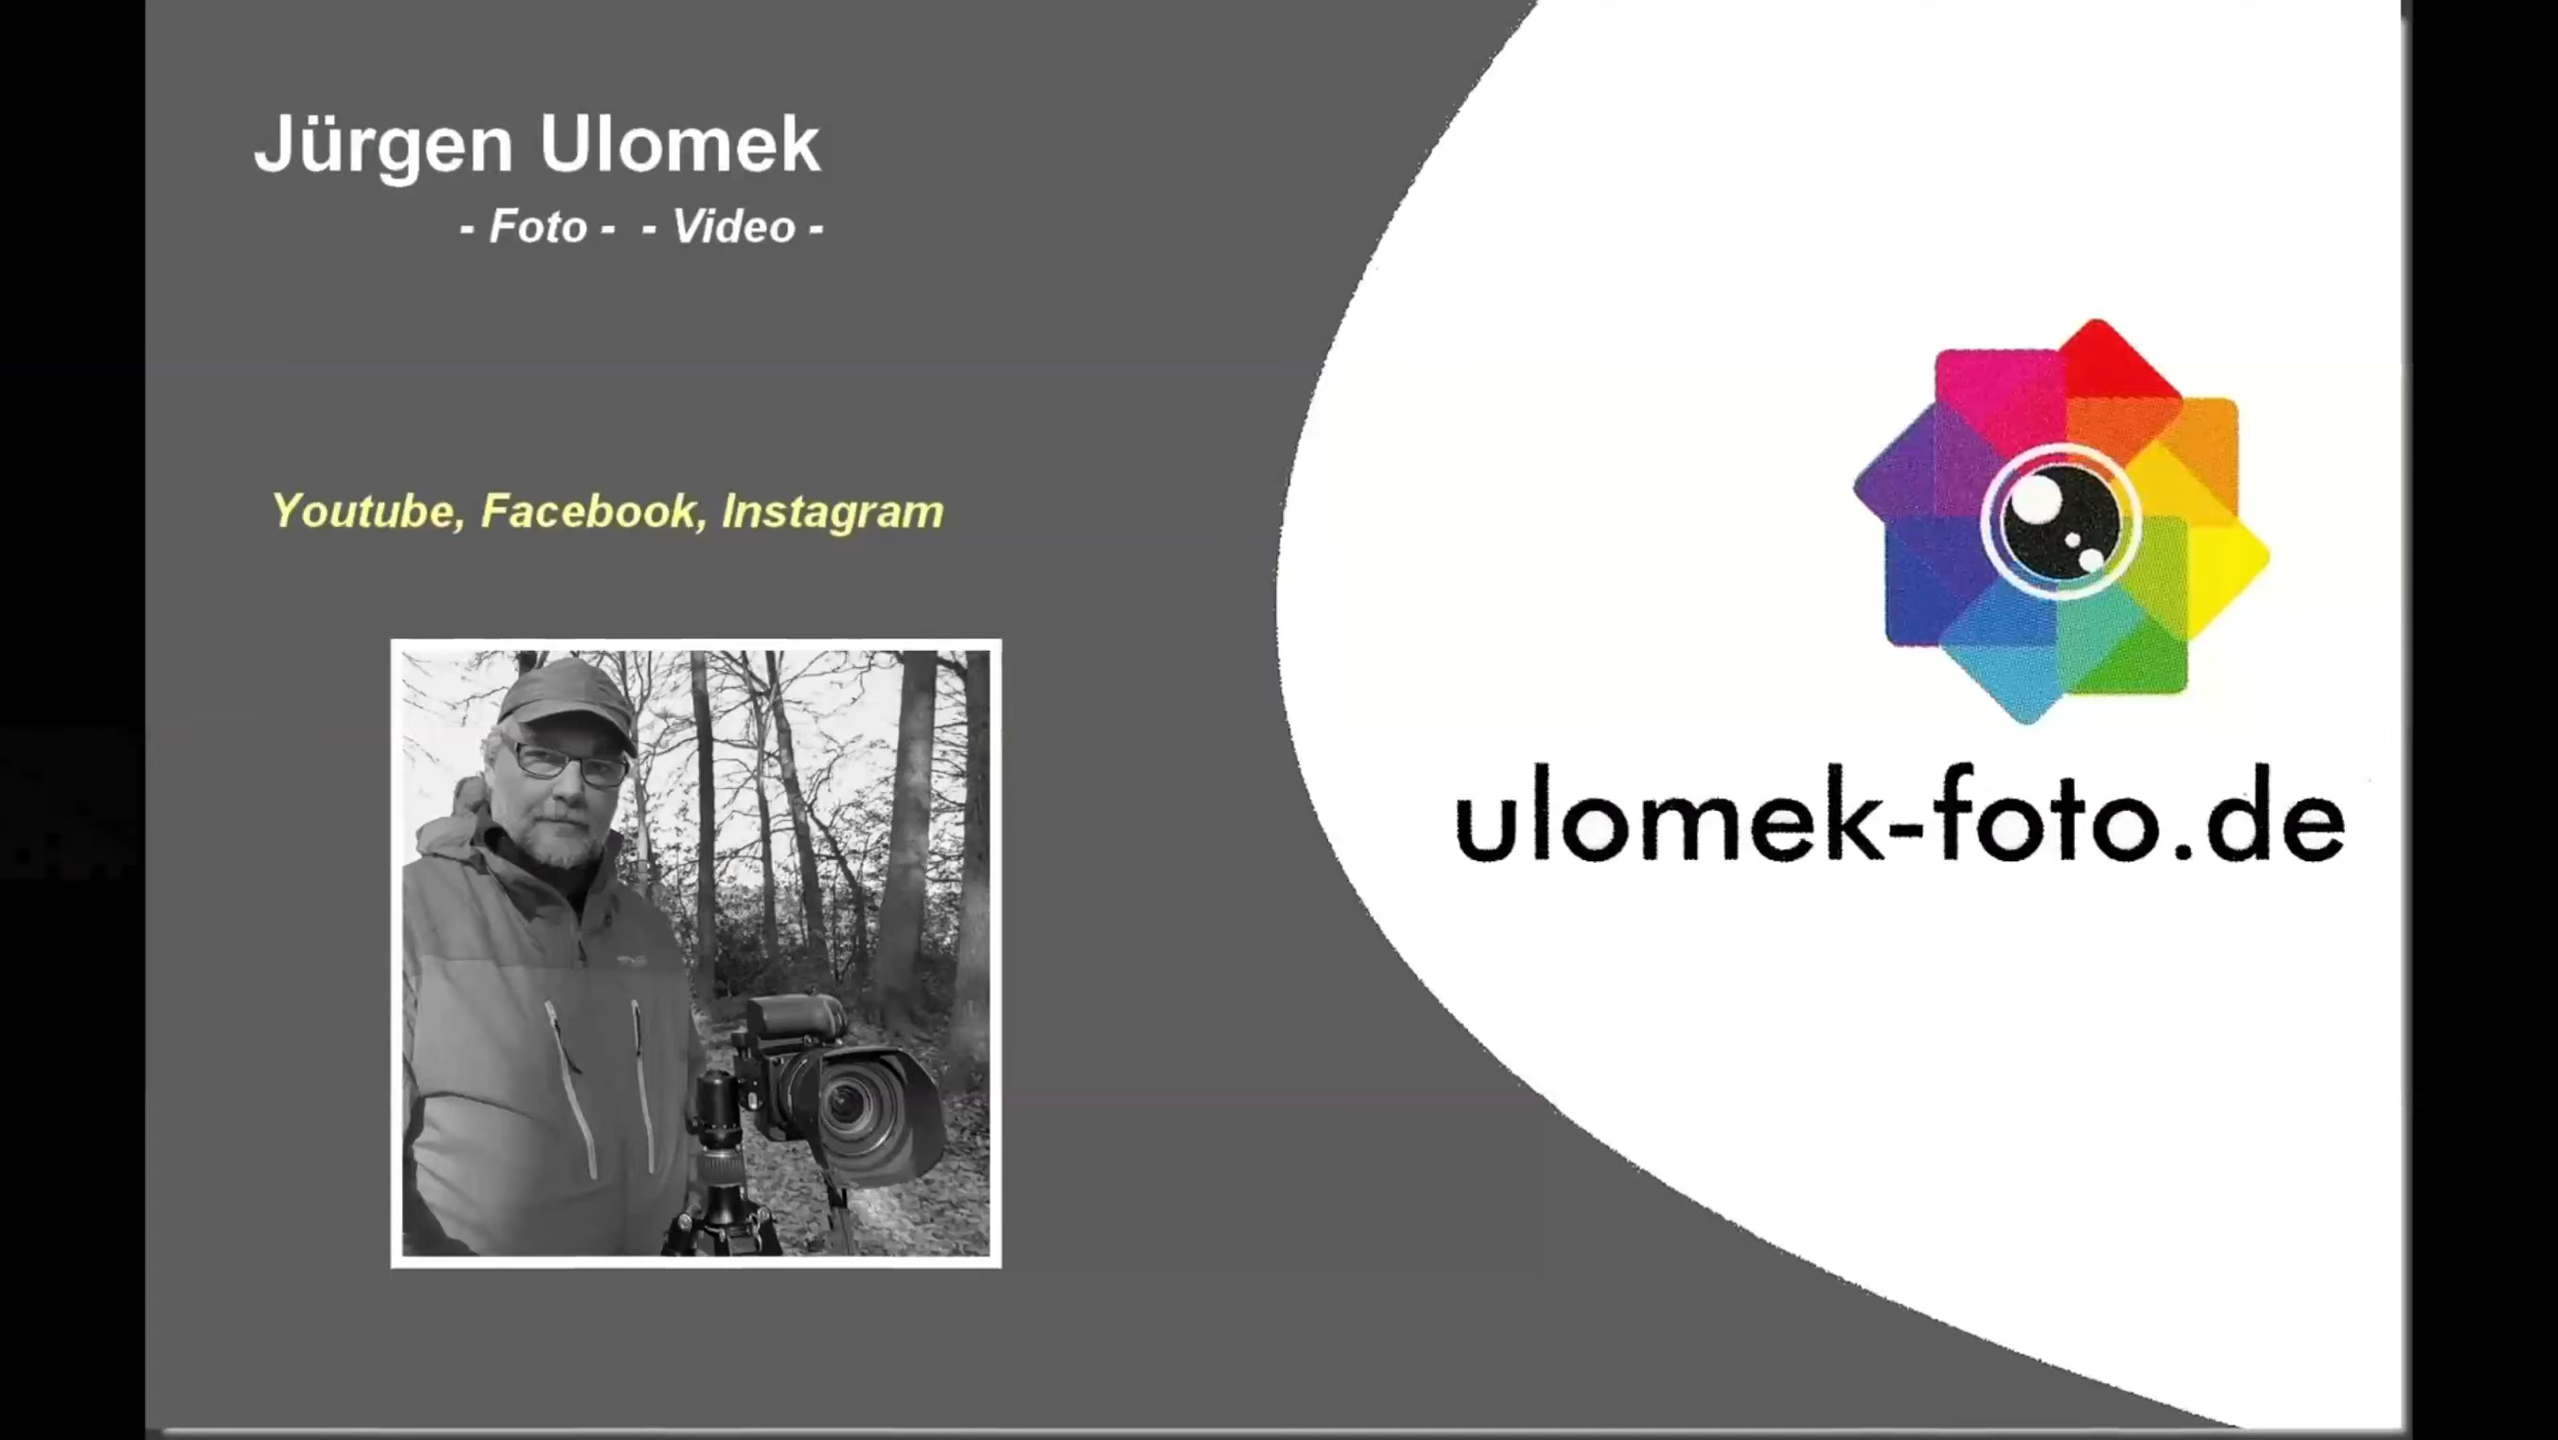 Jürgen Ulomek
- Foto -  - Video -
Youtube, Facebook, Instagram
ulomek-foto.de